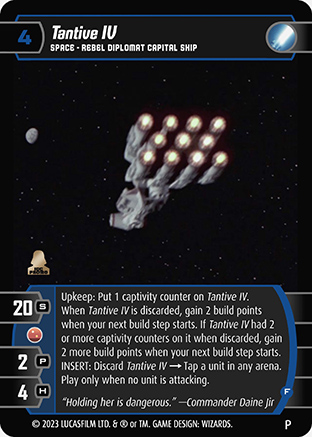 4
Tantive IV
SPACE - REBEL DIPLOMAT CAPITAL SHIP
20 S
2 P
4 H
Upkeep: Put 1 captivity counter on Tantive IV.
When Tantive IV is discarded, gain 2 build points
when your next build step starts. If Tantive IV had 2
or more captivity counters on it when discarded, gain
2 more build points when your next build step starts.
INSERT: Discard Tantive IV → Tap a unit in any arena.
Play only when no unit is attacking.
“Holding her is dangerous.” —Commander Daine Jir
F
© 2023 LUCASFILM LTD. & ® or TM. GAME DESIGN: WIZARDS.
P